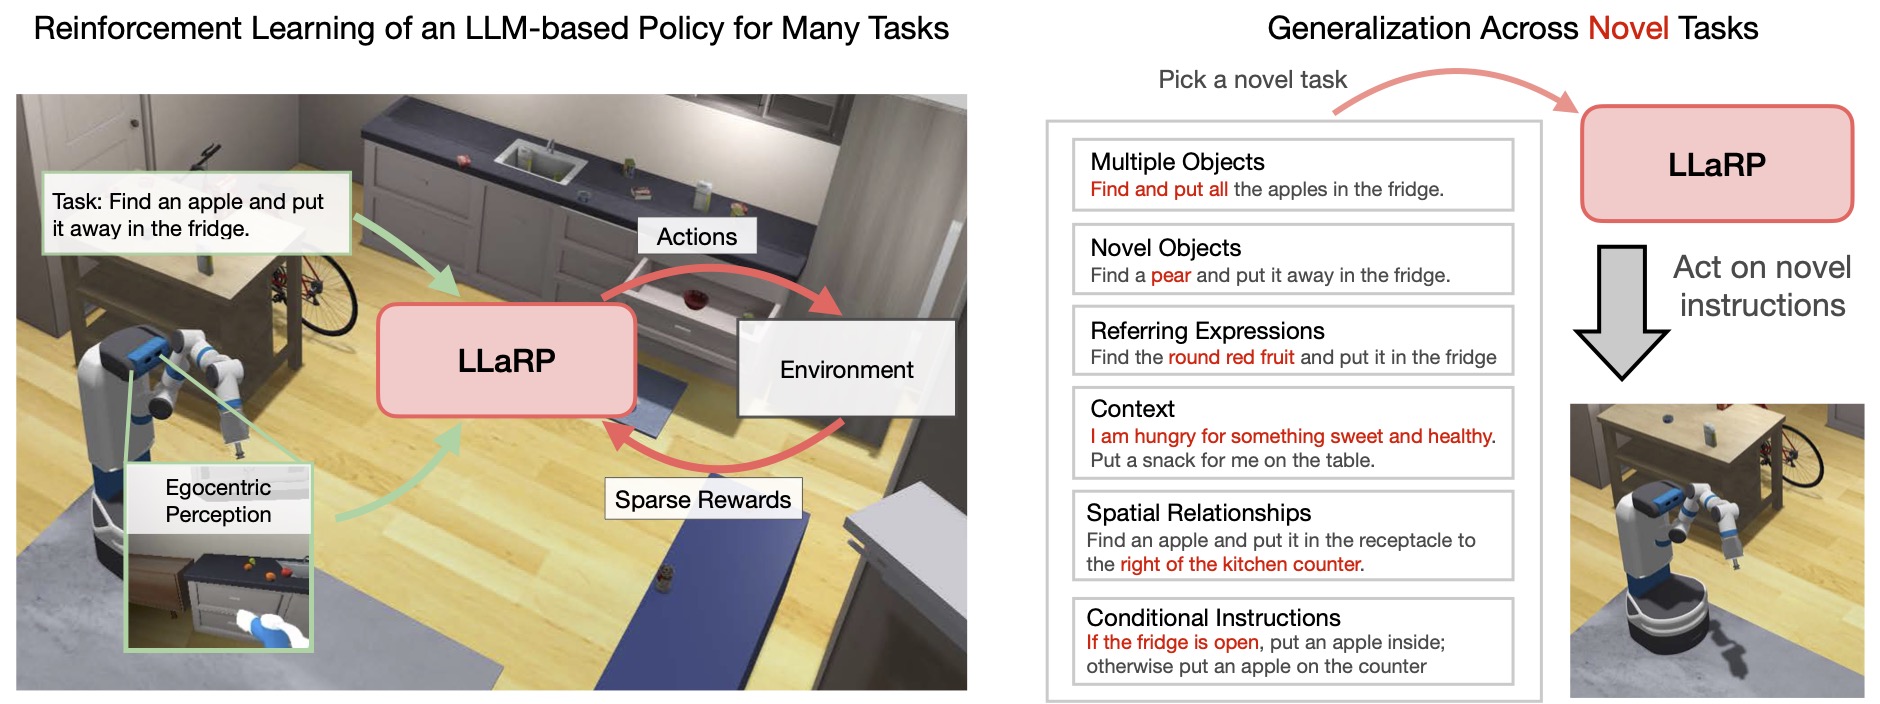 Reinforcement Learning of an LLM-based Policy for Many Tasks
Task: Find an apple and put
it away in the fridge.
Actions
LLaRP
Environment
Sparse Rewards
Egocentric
Perception
Generalization Across Novel Tasks
Pick a novel task
LLaRP
Multiple Objects
Find and put all the apples in the fridge.
Novel Objects
Find a pear and put it away in the fridge.
Referring Expressions
Find the round red fruit and put it in the fridge
Context
I am hungry for something sweet and healthy.
Put a snack for me on the table.
Spatial Relationships
Find an apple and put it in the receptacle to
the right of the kitchen counter.
Conditional Instructions
If the fridge is open, put an apple inside;
otherwise put an apple on the counter
Act on novel
instructions